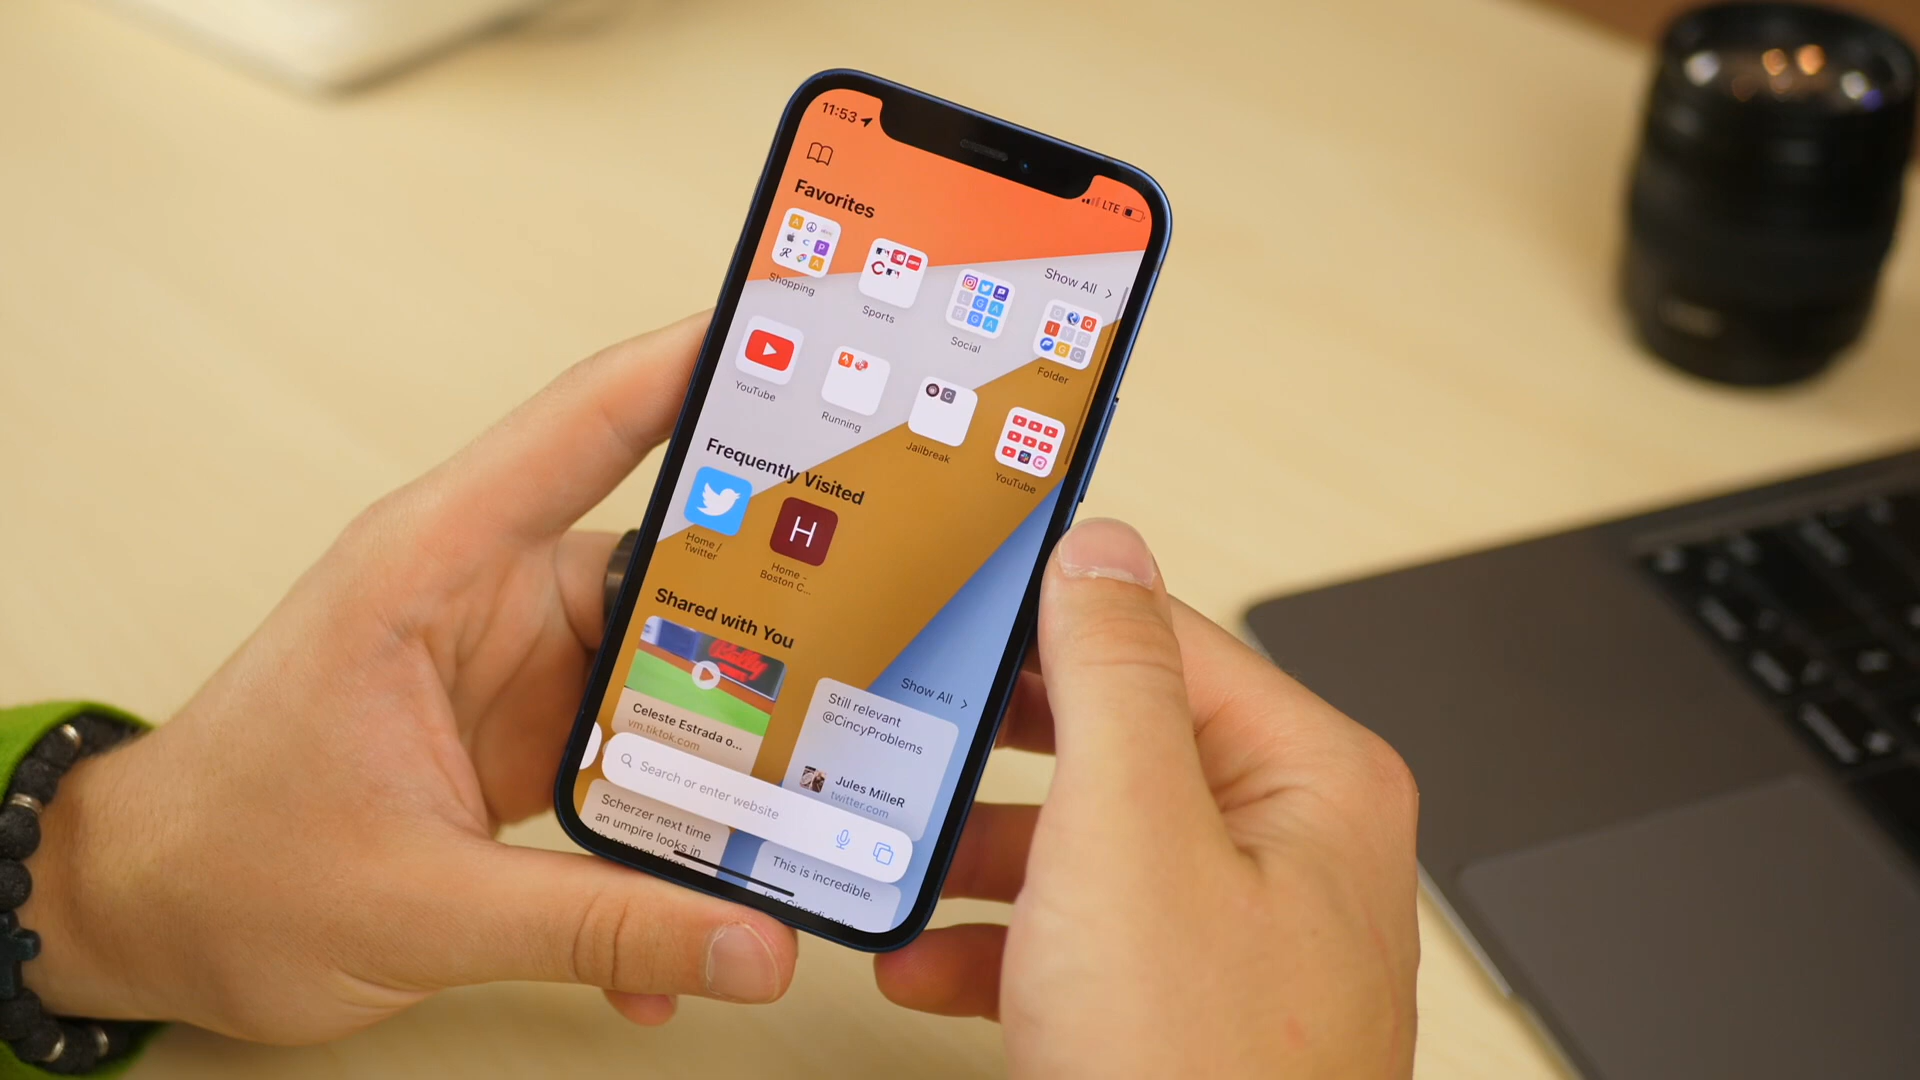 11:53
LTE
Favorites
Show All
Shopping
Sports
Social
Folder
YouTube
Running
Jailbreak
YouTube
Frequently Visited
H
Home /
Twitter
Home -
Boston C...
Shared with You
Show All
Celeste Estrada o...
vm.tiktok.com
Still relevant
@CincyProblems
Jules MilleR
twitter.com
Search or enter website
Scherzer next time
an umpire looks in
This is incredible.